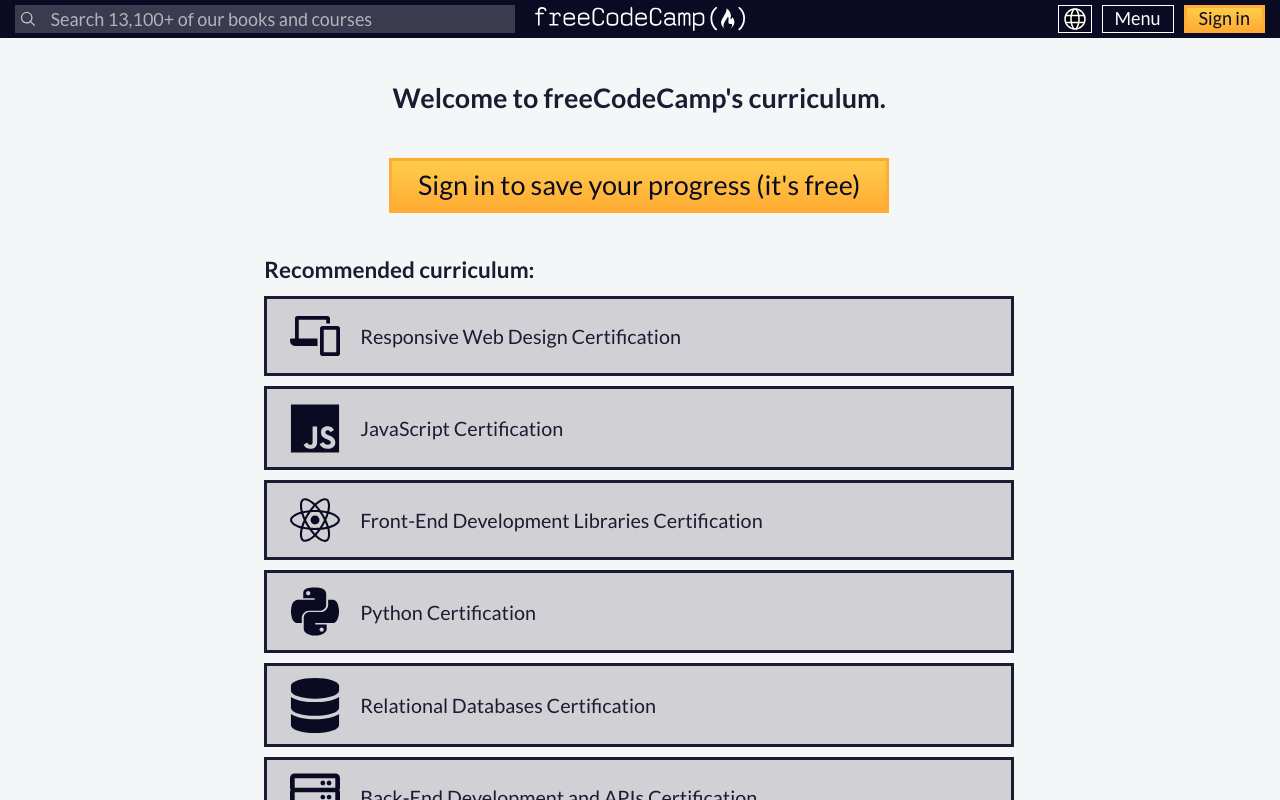 Search 13,100+ of our books and courses
freeCodeCamp
Menu
Sign in
Welcome to freeCodeCamp's curriculum.
Sign in to save your progress (it's free)
Recommended curriculum:
Responsive Web Design Certification
JS
JavaScript Certification
Front-End Development Libraries Certification
Python Certification
Relational Databases Certification
Back-End Development and APIs Certification